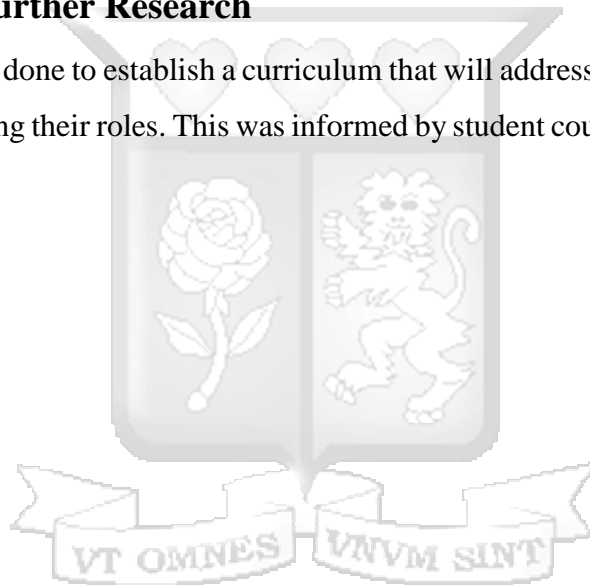 urther Research
done to establish a curriculum that will address
ng their roles. This was informed by student cou
VT OMNES VNVM SINT